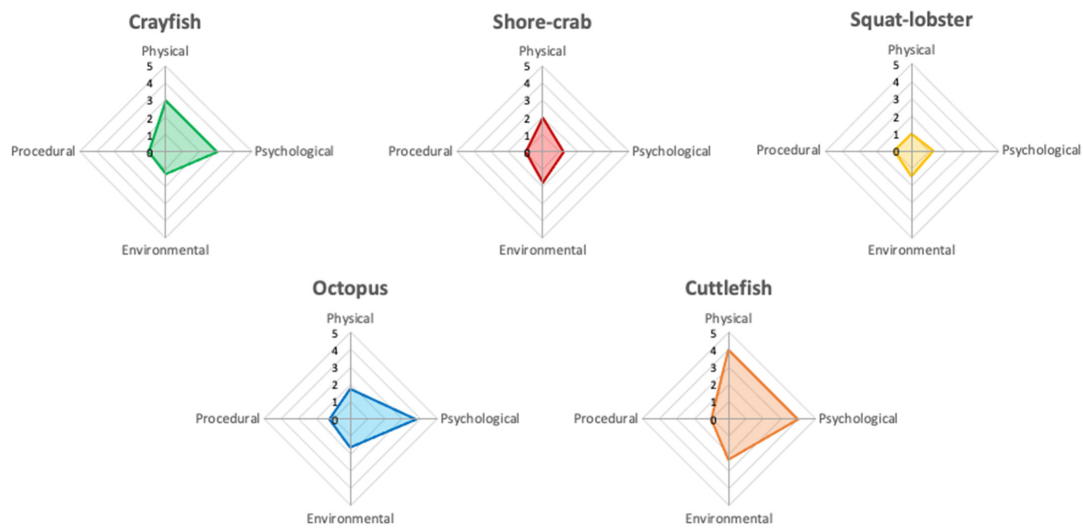 Crayfish
Physical
5
4
3
2
1
0
Procedural
Psychological
Environmental
Shore-crab
Physical
5
4
3
2
1
0
Procedural
Psychological
Environmental
Squat-lobster
Physical
5
4
3
2
1
0
Procedural
Psychological
Environmental
Octopus
Physical
5
4
3
2
1
0
Procedural
Psychological
Environmental
Cuttlefish
Physical
5
4
3
2
1
0
Procedural
Psychological
Environmental